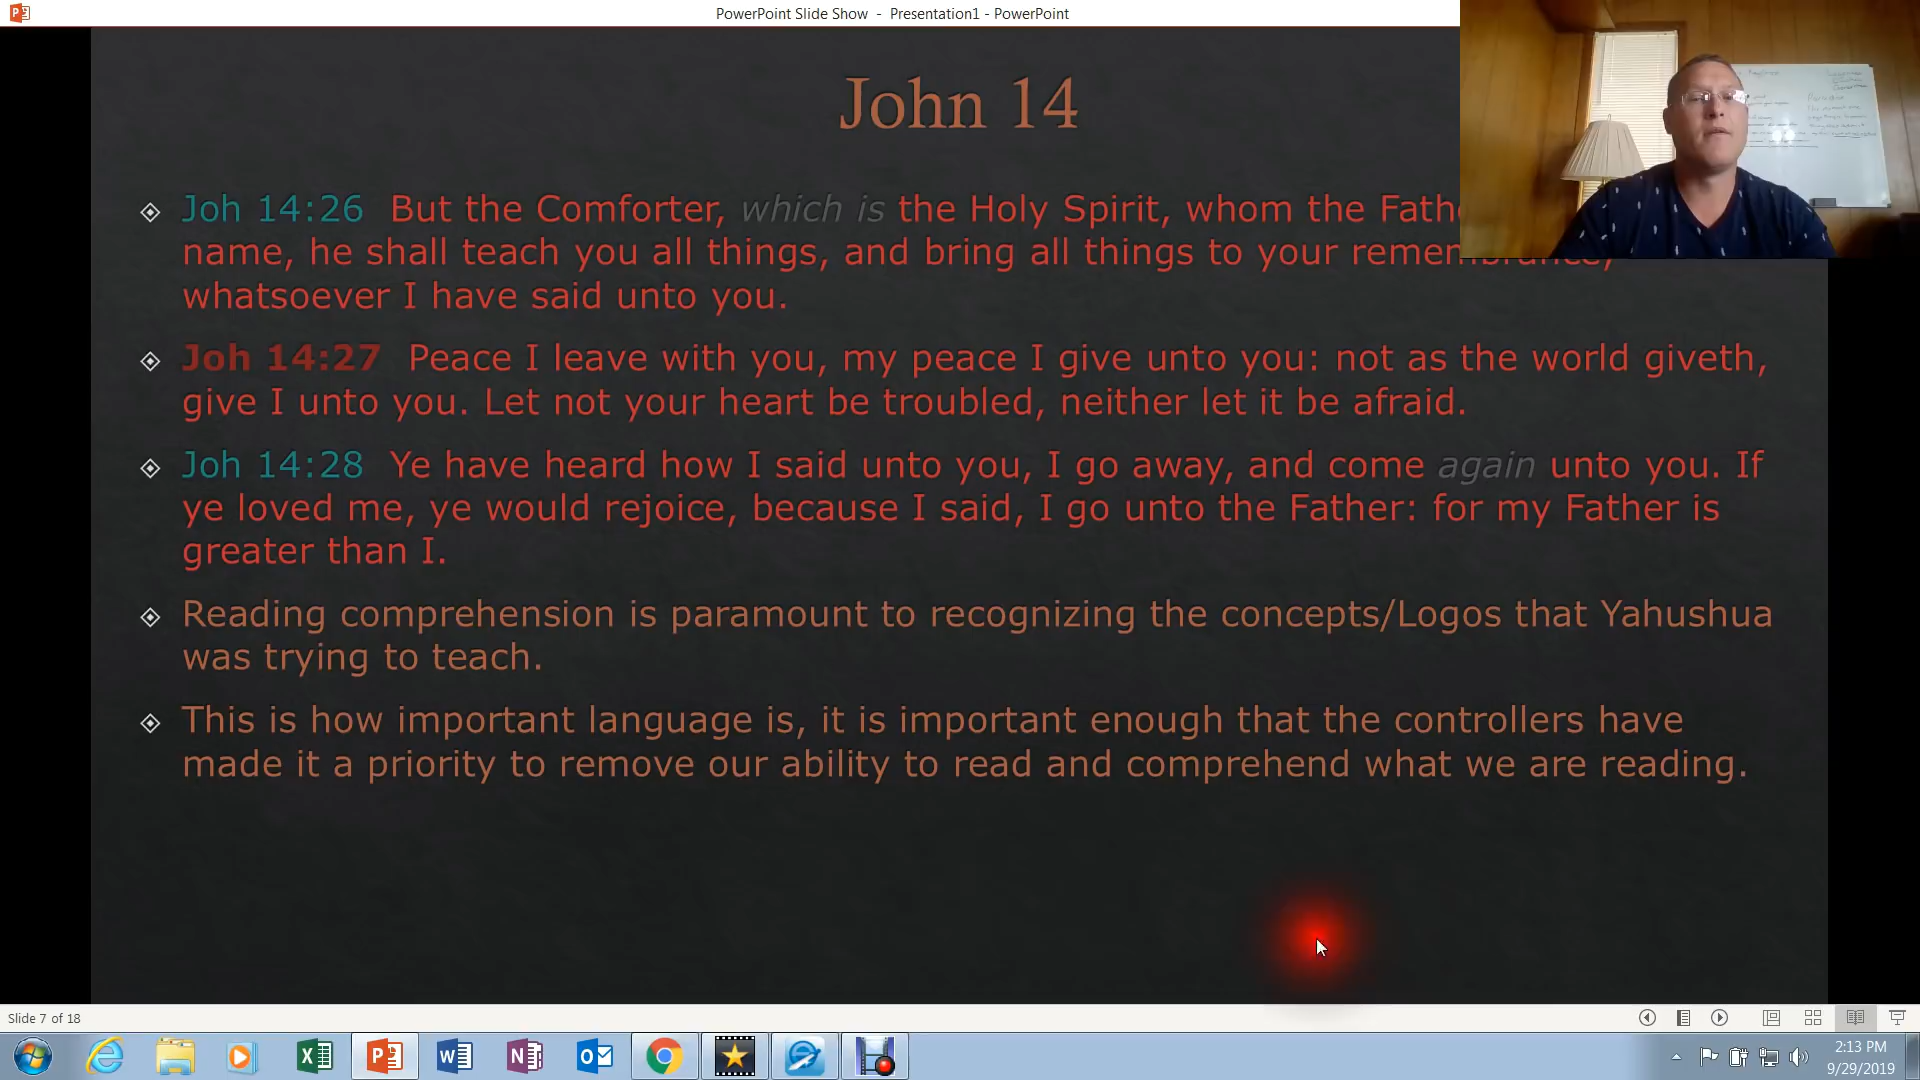 PowerPoint Slide Show - Presentation1 - PowerPoint
John 14
Joh 14:26 But the Comforter, which is the Holy Spirit, whom the
name, he shall teach you all things, and bring all things to your
whatsoever I have said unto you.
Joh 14:27 Peace I leave with you, my peace I give unto you: not as the world giveth,
give I unto you. Let not your heart be troubled, neither let it be afraid.
Joh 14:28 Ye have heard how I said unto you, I go away, and come again unto you. If
ye loved me, ye would rejoice, because I said, I go unto the Father: for my Father is
greater than I.
Reading comprehension is paramount to recognizing the concepts/Logos that Yahushua
was trying to teach.
This is how important language is, it is important enough that the controllers have
made it a priority to remove our ability to read and comprehend what we are reading.
Slide 7 of 18
2:13 PM
9/29/2019